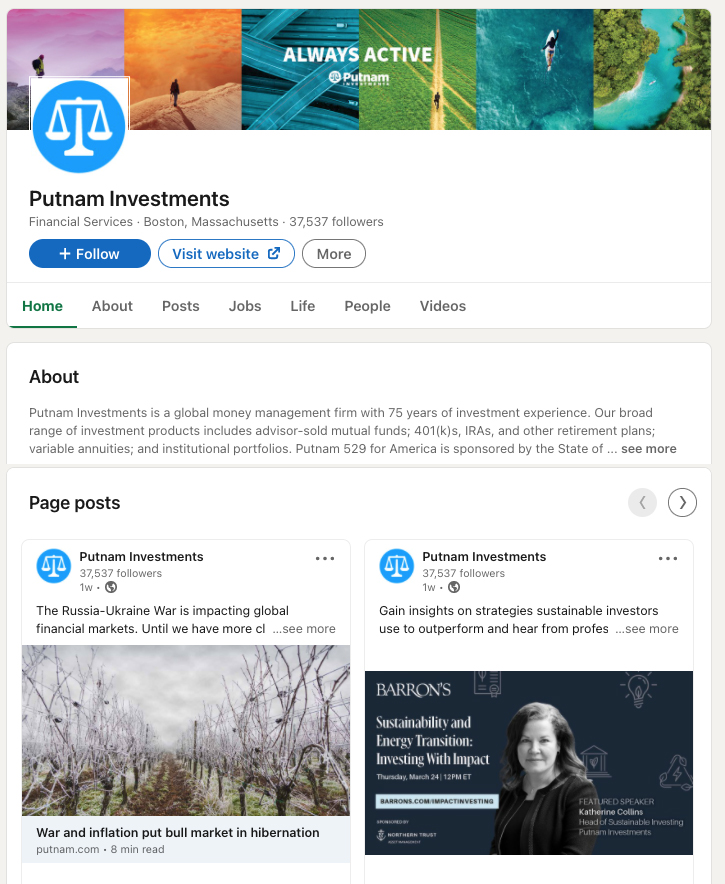 ALWAYS ACTIVE
Putnam
INVESTMENTS
Putnam Investments
Financial Services · Boston, Massachusetts · 37,537 followers
+ Follow
Visit website
More
Home
About
Posts
Jobs
Life
People
Videos
About
Putnam Investments is a global money management firm with 75 years of investment experience. Our broad
range of investment products includes advisor-sold mutual funds; 401(k)s, IRAs, and other retirement plans;
variable annuities; and institutional portfolios. Putnam 529 for America is sponsored by the State of ... see more
Page posts
Putnam Investments
37,537 followers
1w •
The Russia-Ukraine War is impacting global
financial markets. Until we have more cl ...see more
War and inflation put bull market in hibernation
putnam.com • 8 min read
Putnam Investments
37,537 followers
1w •
Gain insights on strategies sustainable investors
use to outperform and hear from profes ...see more
BARRON'S
Sustainability and
Energy Transition:
Investing With Impact
Thursday, March 24 | 12PM ET
BARRONS.COM/IMPACTINVESTING
SPONSORED BY
NORTHERN TRUST
ASSET MANAGEMENT
FEATURED SPEAKER
Katherine Collins
Head of Sustainable Investing
Putnam Investments